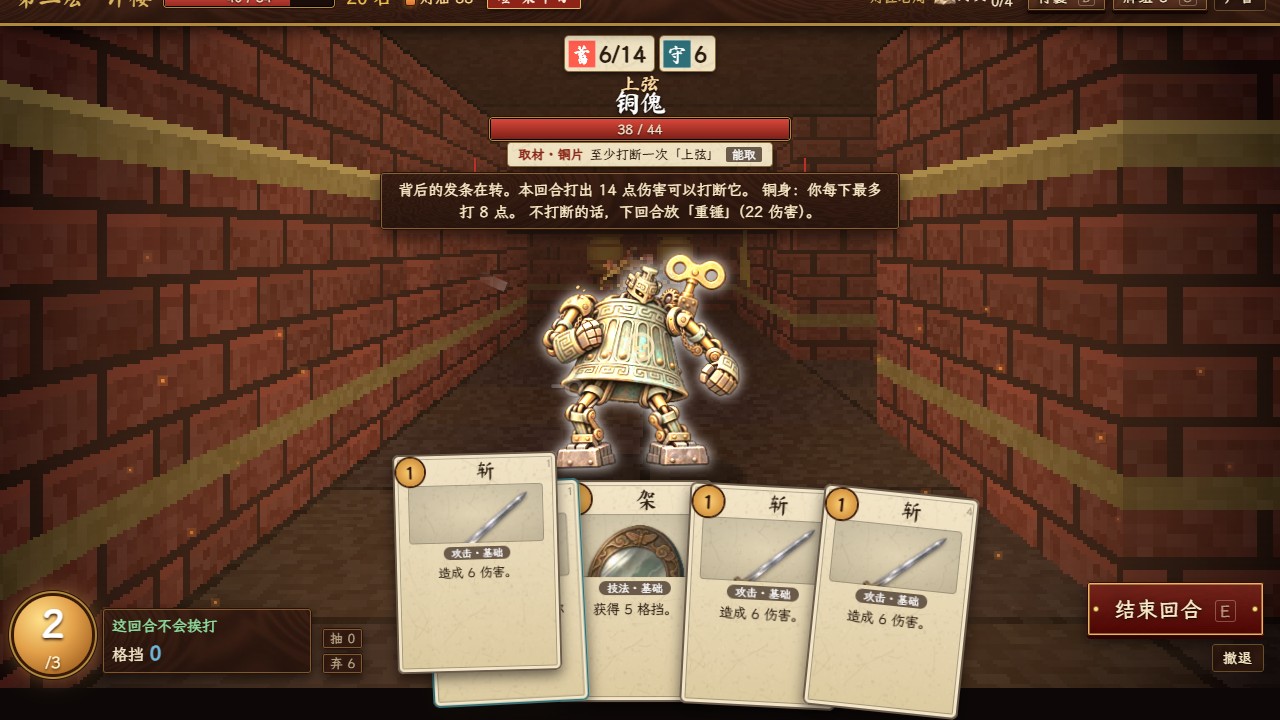 蓄 6/14 守 6
上弦
铜傀
38 / 44
取材·铜片 至少打断一次「上弦」 能取
背后的发条在转。本回合打出 14 点伤害可以打断它。 铜身：你每下最多
打 8 点。 不打断的话，下回合放「重锤」(22 伤害)。
1 斩
攻击·基础
造成 6 伤害。
架
技法·基础
获得 5 格挡。
1 斩
攻击·基础
造成 6 伤害。
1 斩 4
攻击·基础
造成 6 伤害。
2
/3
这回合不会挨打
格挡 0
抽 0
弃 6
结束回合 E
撤退